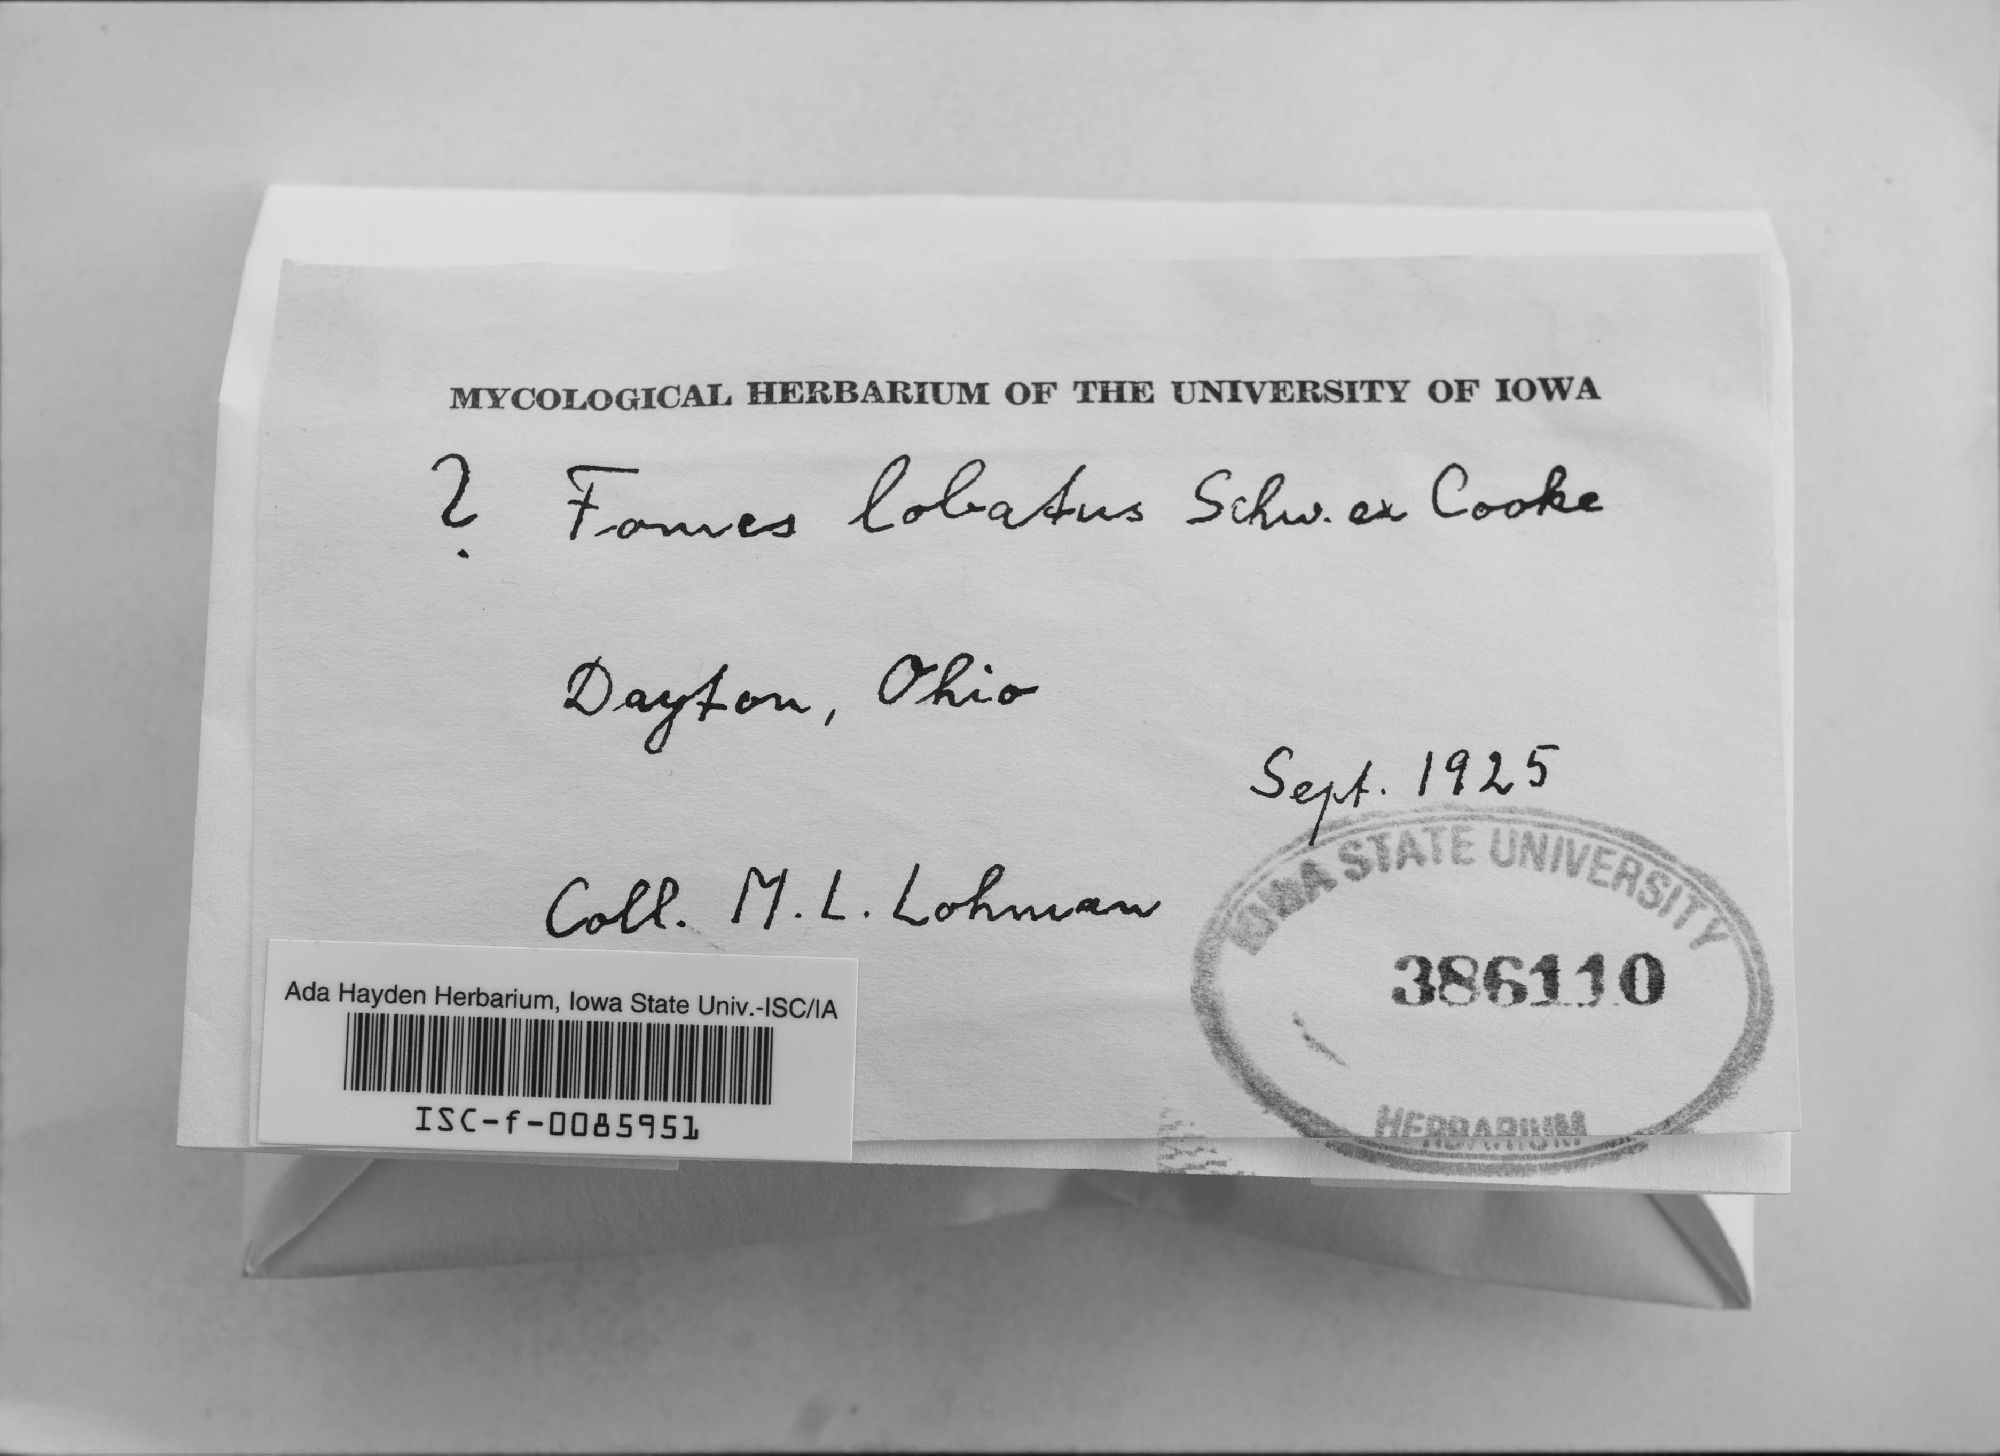 MYCOLOGICAL HERBARIUM OF THE UNIVERSITY OF IOWA
? Fomes lobatus Schw. ex Cooke
Dayton, Ohio
Sept. 1925
Coll. M. L. Lohman
IOWA STATE UNIVERSITY
386110
HERBARIUM
Ada Hayden Herbarium, Iowa State Univ.-ISC/IA
ISC-f-0085951